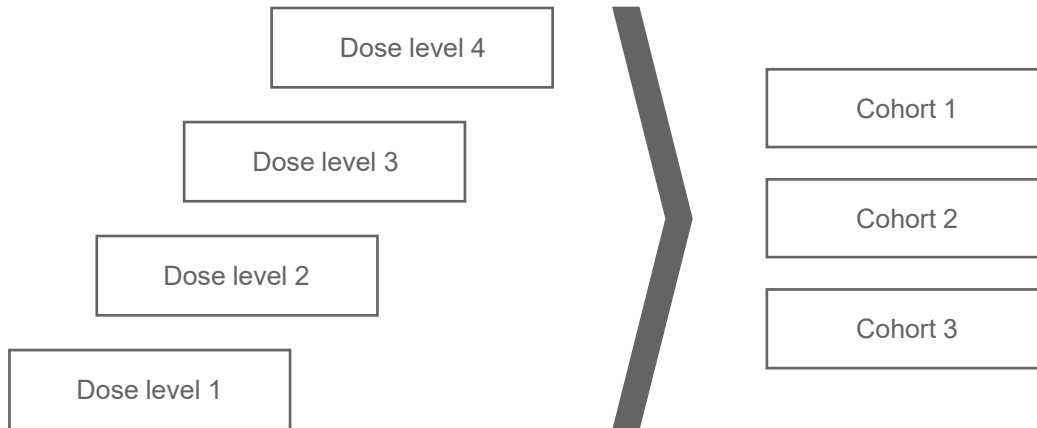 Dose level 4
Dose level 3
Dose level 2
Dose level 1
Cohort 1
Cohort 2
Cohort 3